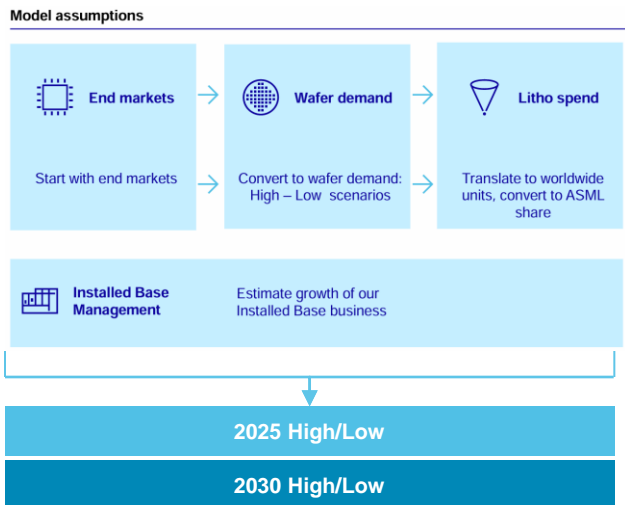 Model assumptions
End markets
Wafer demand
Litho spend
Start with end markets
Convert to wafer demand:
High – Low scenarios
Translate to worldwide
units, convert to ASML
share
Installed Base
Management
Estimate growth of our
Installed Base business
2025 High/Low
2030 High/Low